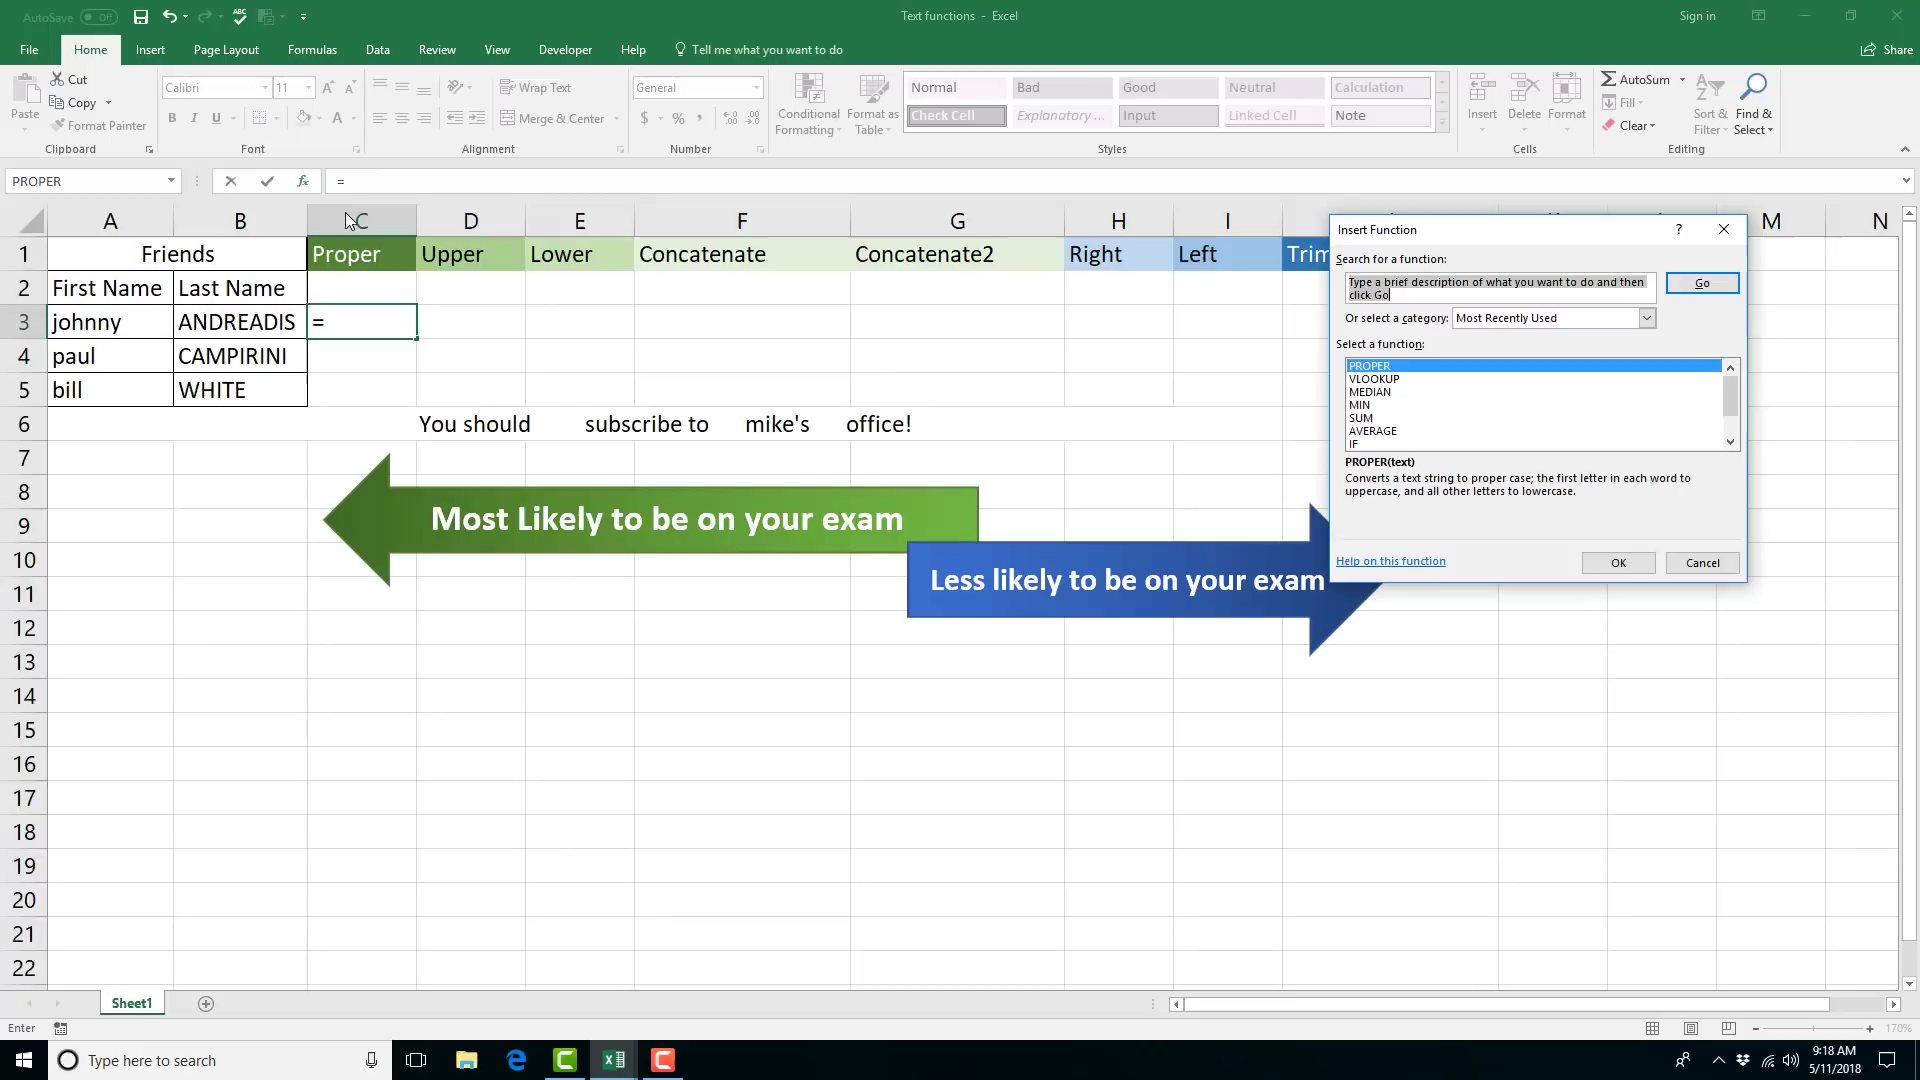 AutoSave Off
Text functions - Excel
Sign in
File Home Insert Page Layout Formulas Data Review View Developer Help Tell me what you want to do Share
Paste
Cut
Copy
Format Painter
Clipboard
Calibri 11
B I U
Font
Wrap Text
Merge & Center
Alignment
General
$ % ,
Number
Conditional Formatting
Format as Table
Normal Bad Good Neutral Calculation
Check Cell Explanatory ... Input Linked Cell Note
Styles
Insert Delete Format
Cells
AutoSum
Fill
Clear
Sort & Filter
Find & Select
Editing
PROPER fx =
A B C D E F G H I M N
1 Friends Proper Upper Lower Concatenate Concatenate2 Right Left Trim
2 First Name Last Name
3 johnny ANDREADIS =
4 paul CAMPIRINI
5 bill WHITE
6 You should subscribe to mike's office!
7
8
9
10
11
12
13
14
15
16
17
18
19
20
21
22
Most Likely to be on your exam
Less likely to be on your exam
Insert Function ?
Search for a function:
Type a brief description of what you want to do and then
click Go
Go
Or select a category: Most Recently Used
Select a function:
PROPER
VLOOKUP
MEDIAN
MIN
SUM
AVERAGE
IF
PROPER(text)
Converts a text string to proper case; the first letter in each word to
uppercase, and all other letters to lowercase.
Help on this function
OK Cancel
Sheet1
Enter
170%
Type here to search
9:18 AM
5/11/2018